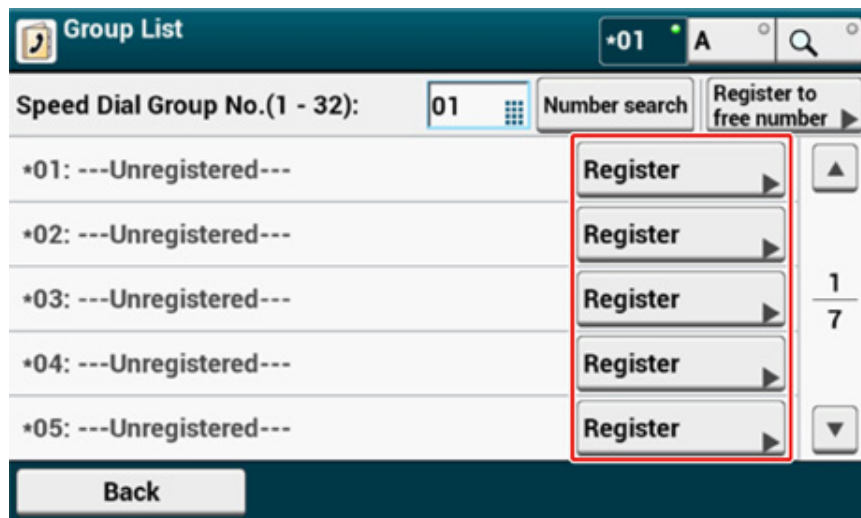 Group List
*01
A
Speed Dial Group No.(1 - 32):
01
Number search
Register to
free number
*01: ---Unregistered---
Register
*02: ---Unregistered---
Register
*03: ---Unregistered---
Register
1
7
*04: ---Unregistered---
Register
*05: ---Unregistered---
Register
Back